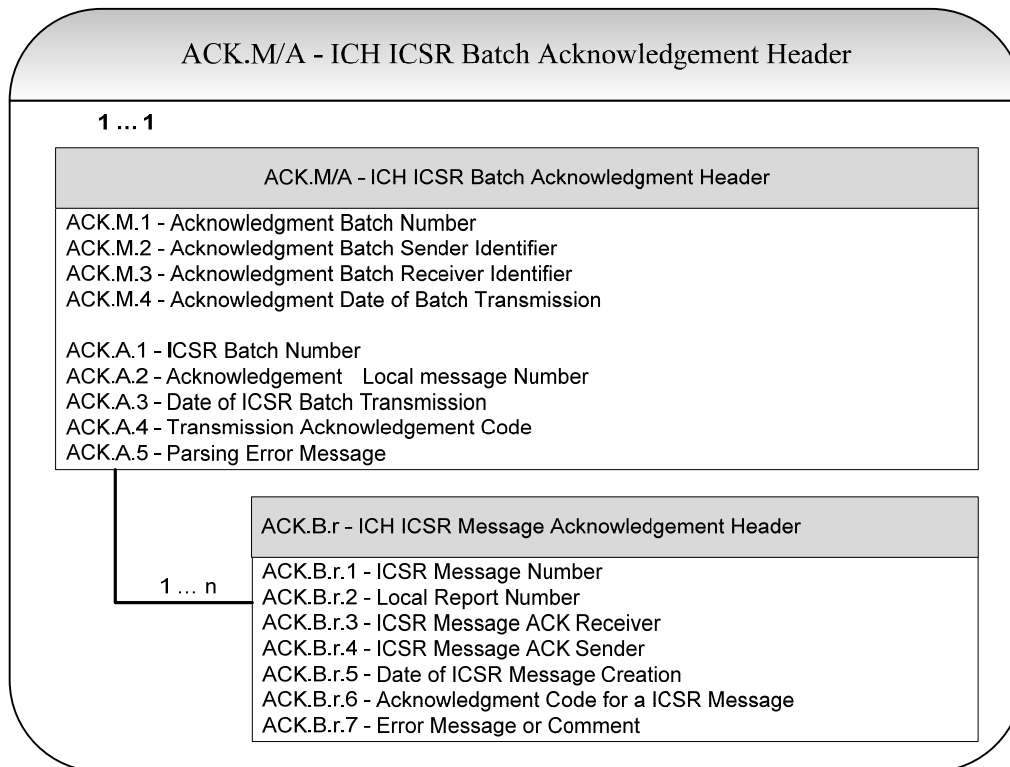 ACK.M/A - ICH ICSR Batch Acknowledgement Header
1 ... 1
ACK.M/A - ICH ICSR Batch Acknowledgment Header
ACK.M.1 - Acknowledgment Batch Number
ACK.M.2 - Acknowledgment Batch Sender Identifier
ACK.M.3 - Acknowledgment Batch Receiver Identifier
ACK.M.4 - Acknowledgment Date of Batch Transmission
ACK.A.1 - ICSR Batch Number
ACK.A.2 - Acknowledgement Local message Number
ACK.A.3 - Date of ICSR Batch Transmission
ACK.A.4 - Transmission Acknowledgement Code
ACK.A.5 - Parsing Error Message
1 ... n
ACK.B.r - ICH ICSR Message Acknowledgement Header
ACK.B.r.1 - ICSR Message Number
ACK.B.r.2 - Local Report Number
ACK.B.r.3 - ICSR Message ACK Receiver
ACK.B.r.4 - ICSR Message ACK Sender
ACK.B.r.5 - Date of ICSR Message Creation
ACK.B.r.6 - Acknowledgment Code for a ICSR Message
ACK.B.r.7 - Error Message or Comment